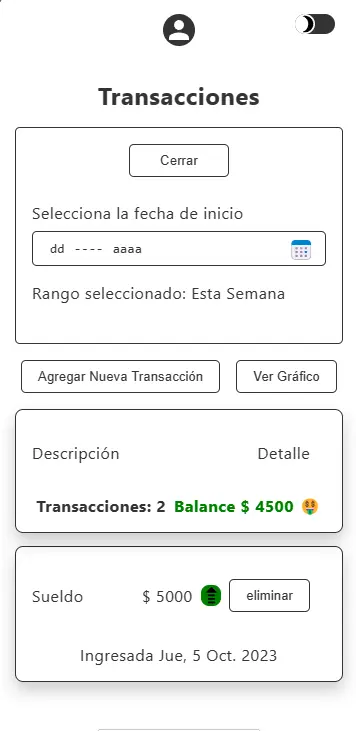 Transacciones
Cerrar
Selecciona la fecha de inicio
dd ---- aaaa
Rango seleccionado: Esta Semana
Agregar Nueva Transacción Ver Gráfico
Descripción Detalle
Transacciones: 2 Balance $ 4500 🤑
Sueldo $ 5000 eliminar
Ingresada Jue, 5 Oct. 2023